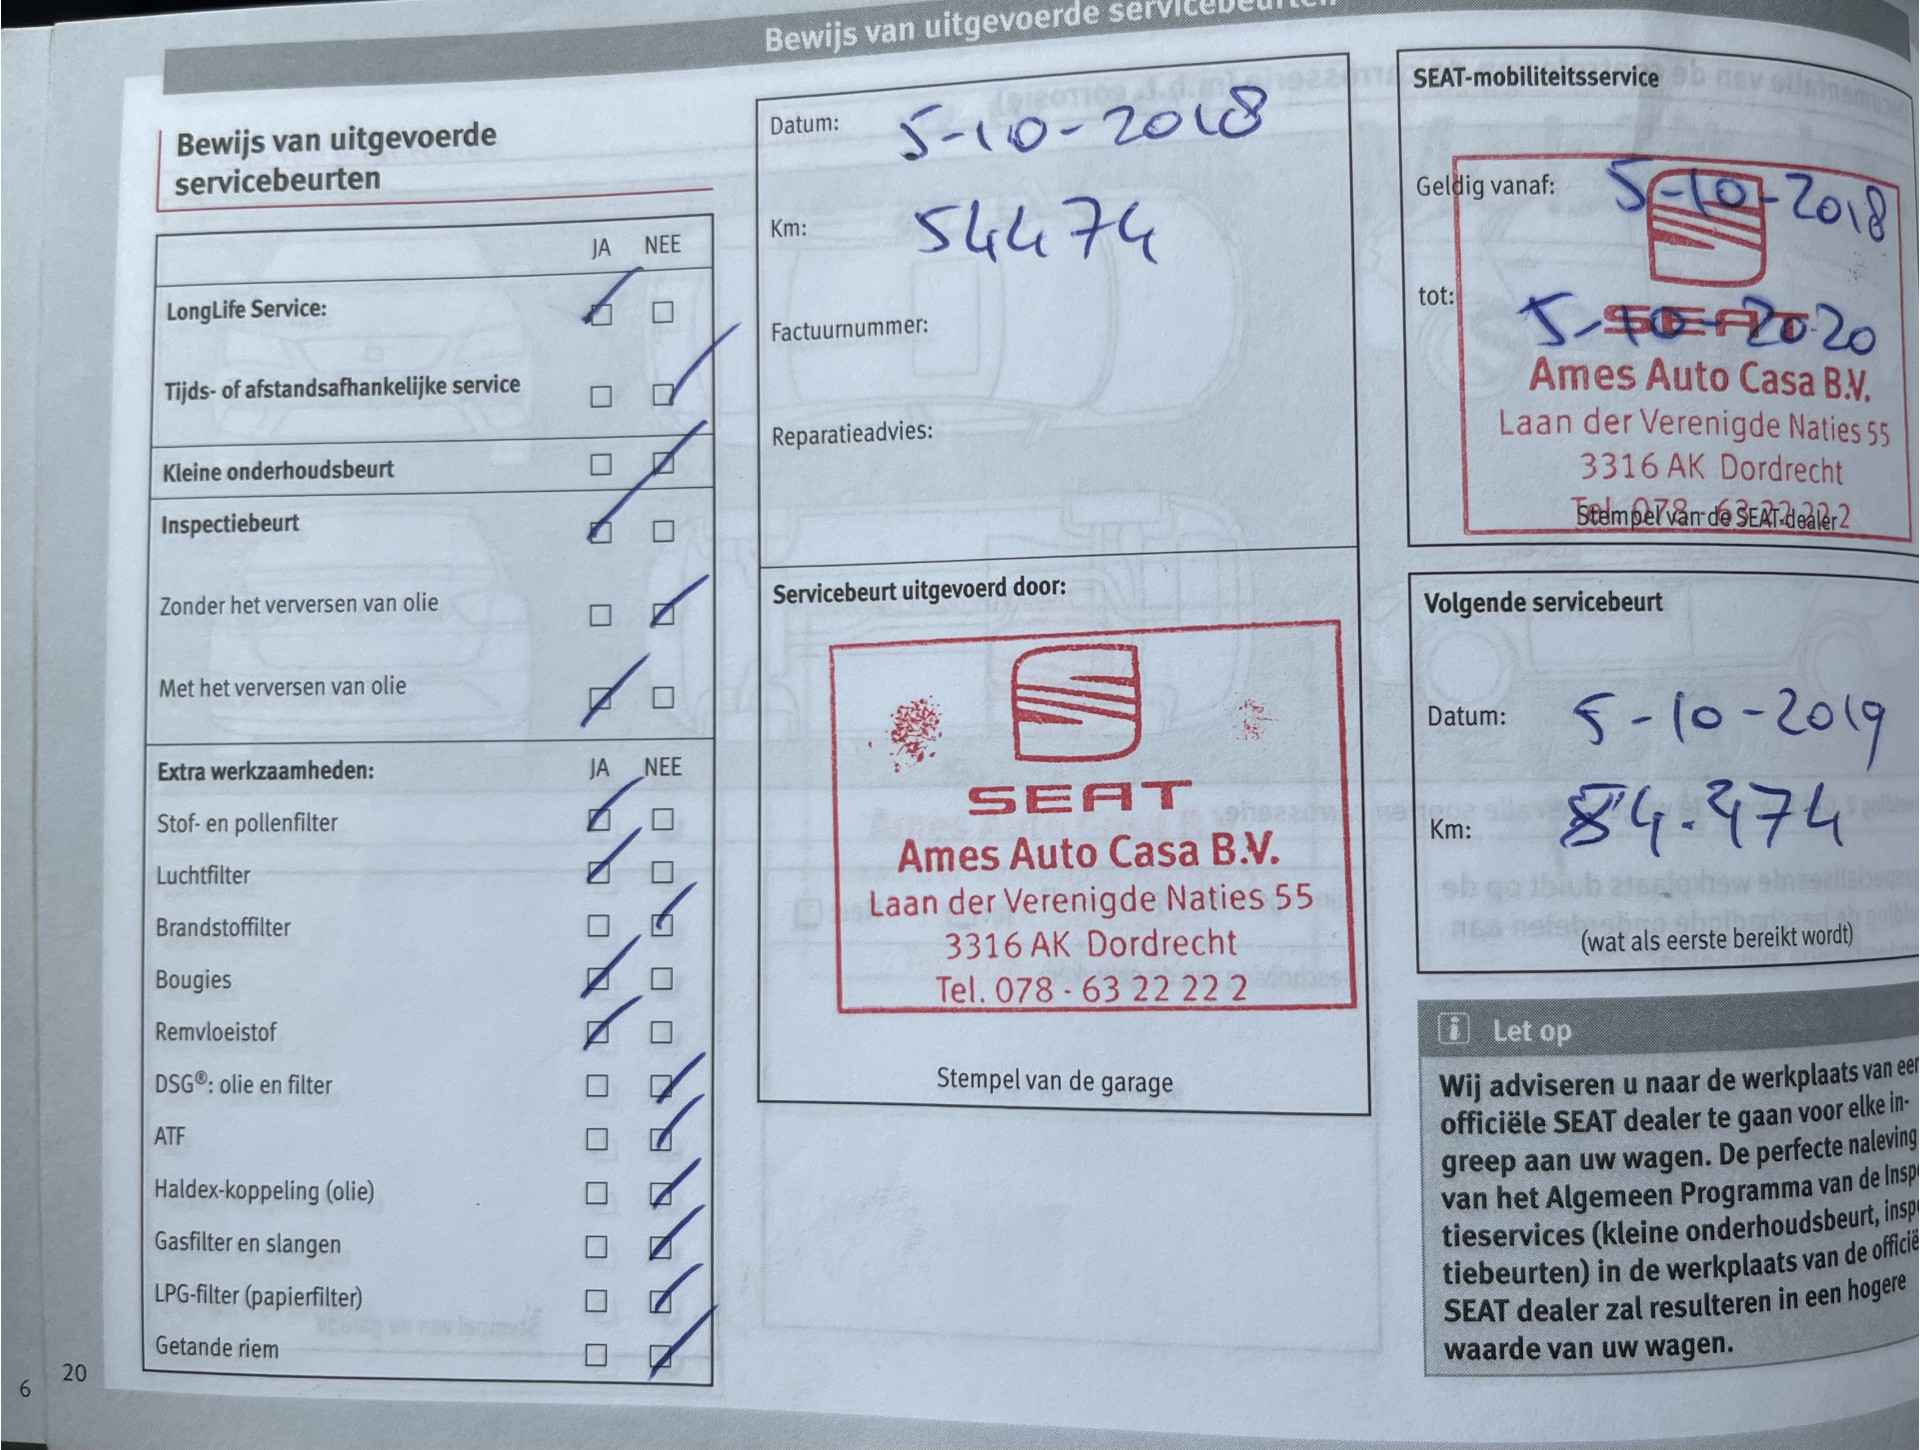 Bewijs van uitgevoerde servicebeurten
Bewijs van uitgevoerde
servicebeurten
JA NEE
LongLife Service:
Tijds- of afstandsafhankelijke service
Kleine onderhoudsbeurt
Inspectiebeurt
Zonder het verversen van olie
Met het verversen van olie
Extra werkzaamheden: JA NEE
Stof- en pollenfilter
Luchtfilter
Brandstoffilter
Bougies
Remvloeistof
DSG®: olie en filter
ATF
Haldex-koppeling (olie)
Gasfilter en slangen
LPG-filter (papierfilter)
Getande riem
20
6
Datum: 5-10-2018
Km: 54474
Factuurnummer:
Reparatieadvies:
Servicebeurt uitgevoerd door:
SEAT
Ames Auto Casa B.V.
Laan der Verenigde Naties 55
3316 AK Dordrecht
Tel. 078 - 63 22 22 2
Stempel van de garage
SEAT-mobiliteitsservice
Geldig vanaf: 5-10-2018
tot: 5-10-2020
SEAT
Ames Auto Casa B.V.
Laan der Verenigde Naties 55
3316 AK Dordrecht
Tel. 078 - 63 22 22 2
Stempel van de SEAT-dealer
Volgende servicebeurt
Datum: 5-10-2019
Km: 84.474
(wat als eerste bereikt wordt)
i Let op
Wij adviseren u naar de werkplaats van een
officiële SEAT dealer te gaan voor elke in-
greep aan uw wagen. De perfecte naleving
van het Algemeen Programma van de Inspe
tieservices (kleine onderhoudsbeurt, inspe
tiebeurten) in de werkplaats van de officië
SEAT dealer zal resulteren in een hogere
waarde van uw wagen.